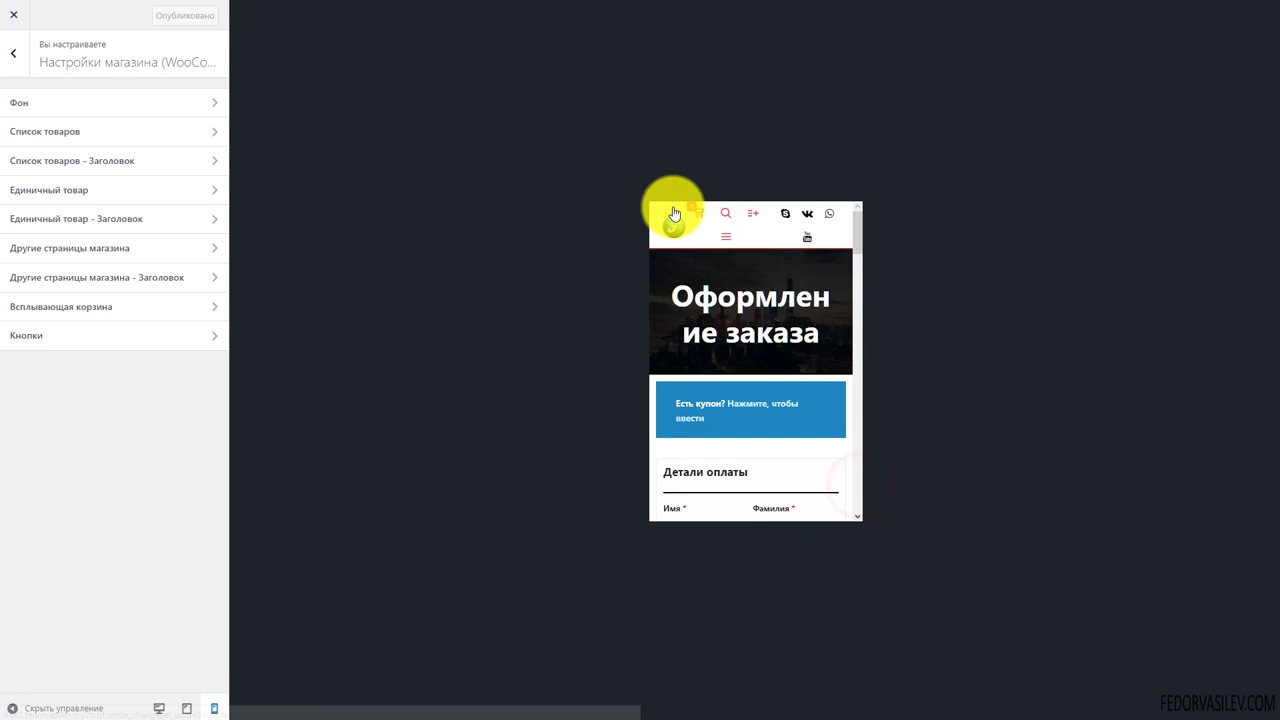 Опубликовано
Вы настраиваете
Настройки магазина (WooCo...
Фон
Список товаров
Список товаров - Заголовок
Единичный товар
Единичный товар - Заголовок
Другие страницы магазина
Другие страницы магазина - Заголовок
Всплывающая корзина
Кнопки
Скрыть управление
Оформлен
ие заказа
Есть купон? Нажмите, чтобы
ввести
Детали оплаты
Имя *
Фамилия *
FEDORVASILEV.COM